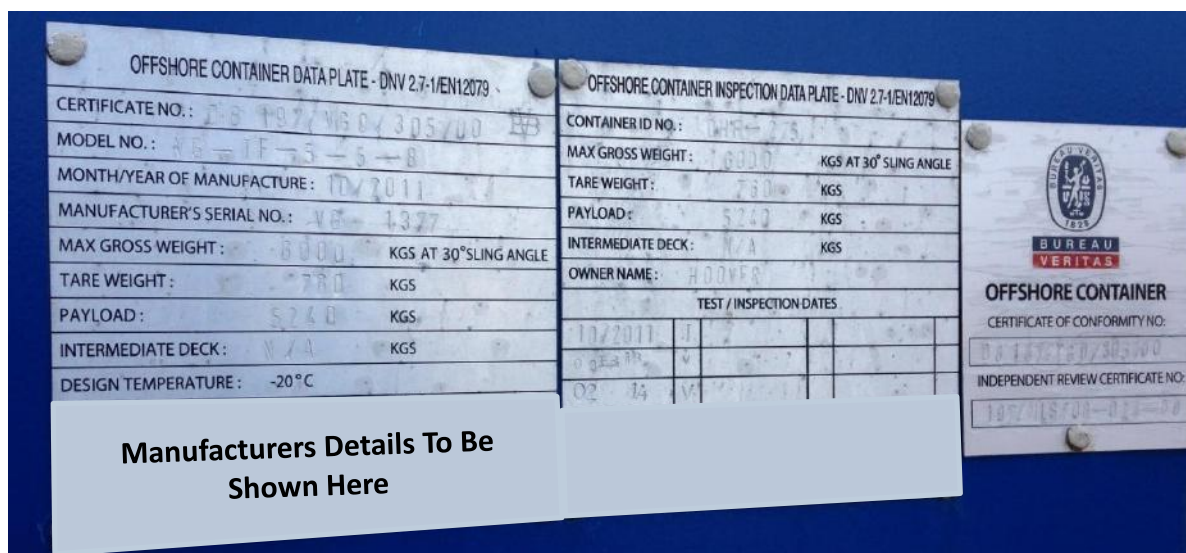 OFFSHORE CONTAINER DATA PLATE - DNV 2.7-1/EN12079
CERTIFICATE NO.:
MODEL NO.:
MONTH/YEAR OF MANUFACTURE: 10/2011
MANUFACTURER'S SERIAL NO.: VG - 1377
MAX GROSS WEIGHT: 6000 KGS AT 30° SLING ANGLE
TARE WEIGHT: 780 KGS
PAYLOAD: 5240 KGS
INTERMEDIATE DECK: N/A KGS
DESIGN TEMPERATURE: -20°C
Manufacturers Details To Be
Shown Here
OFFSHORE CONTAINER INSPECTION DATA PLATE - DNV 2.7-1/EN12079
CONTAINER ID NO.:
MAX GROSS WEIGHT: KGS AT 30° SLING ANGLE
TARE WEIGHT: KGS
PAYLOAD: 5240 KGS
INTERMEDIATE DECK: N/A KGS
OWNER NAME: HOOVER
TEST / INSPECTION DATES
10/2011 T
02 14 V
BUREAU VERITAS
1828
BUREAU
VERITAS
OFFSHORE CONTAINER
CERTIFICATE OF CONFORMITY NO:
INDEPENDENT REVIEW CERTIFICATE NO: